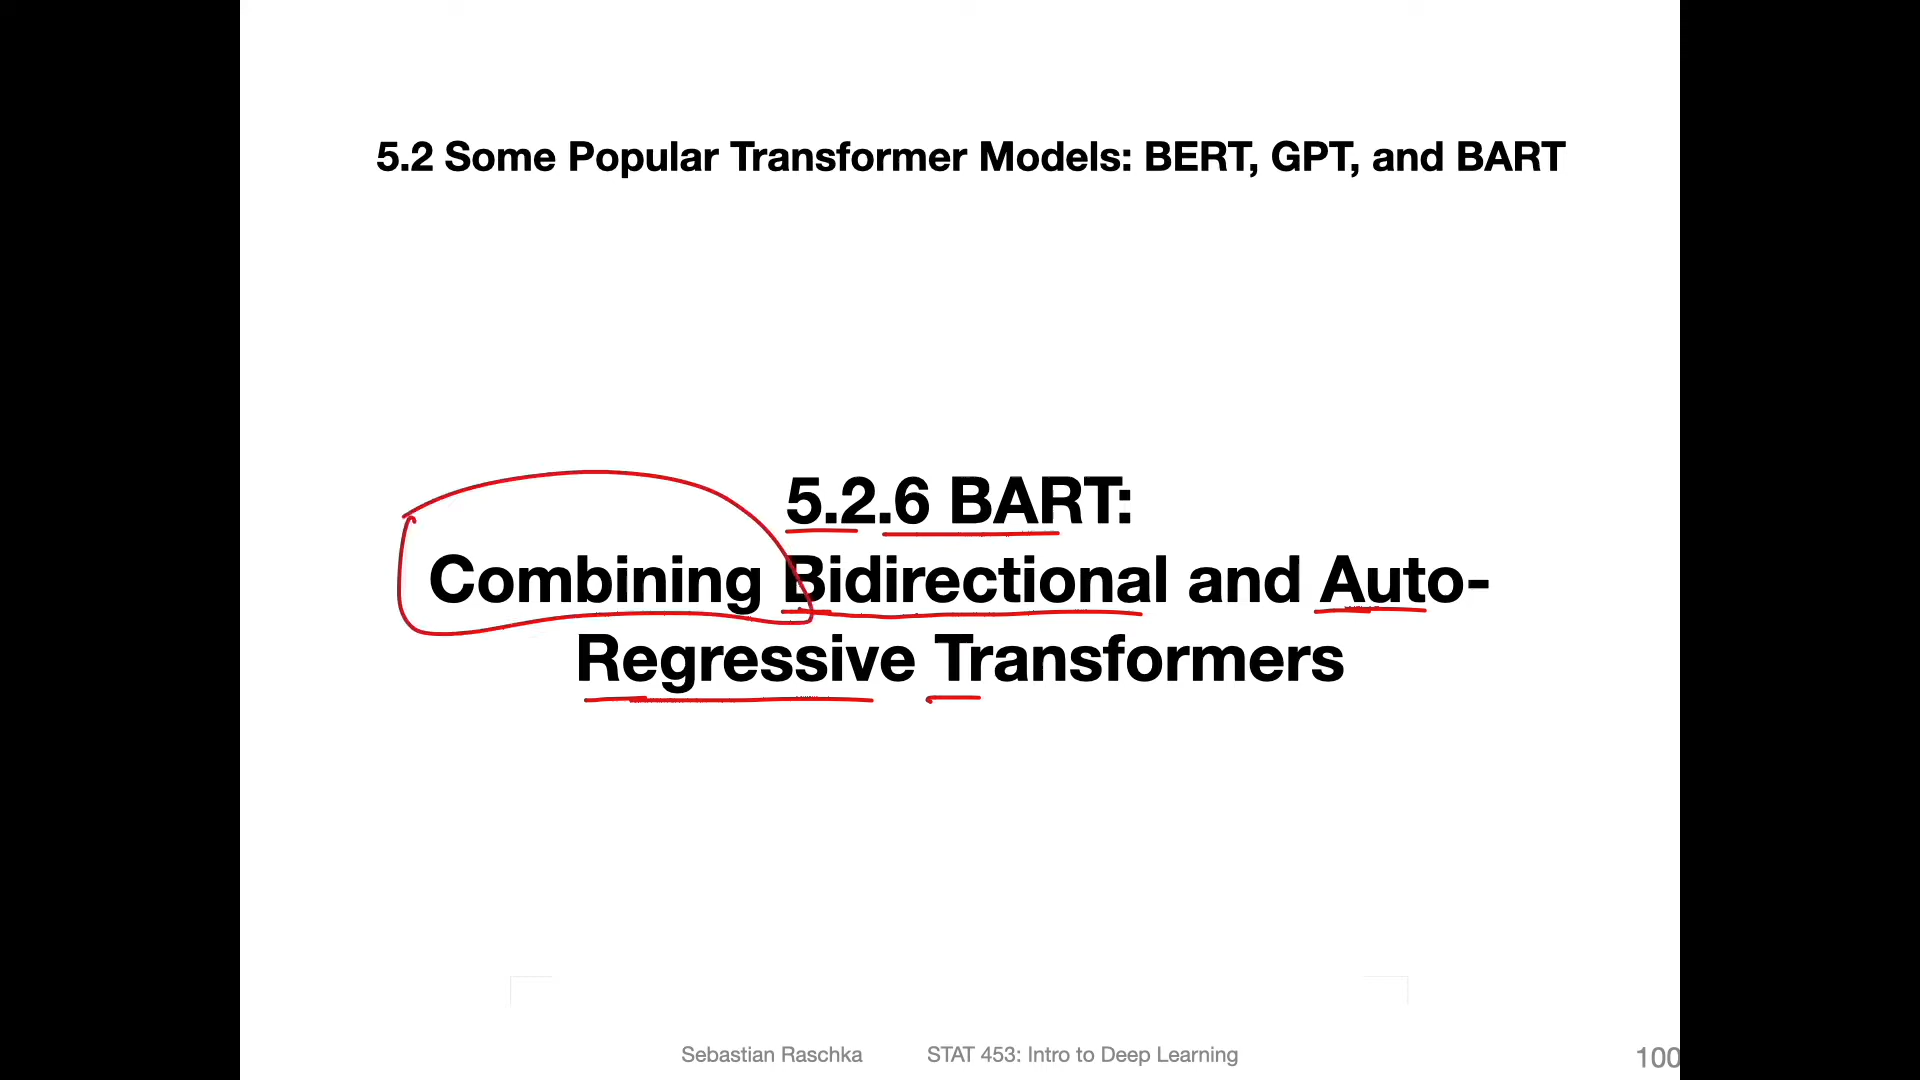 5.2 Some Popular Transformer Models: BERT, GPT, and BART
5.2.6 BART:
Combining Bidirectional and Auto-
Regressive Transformers
Sebastian Raschka STAT 453: Intro to Deep Learning 100